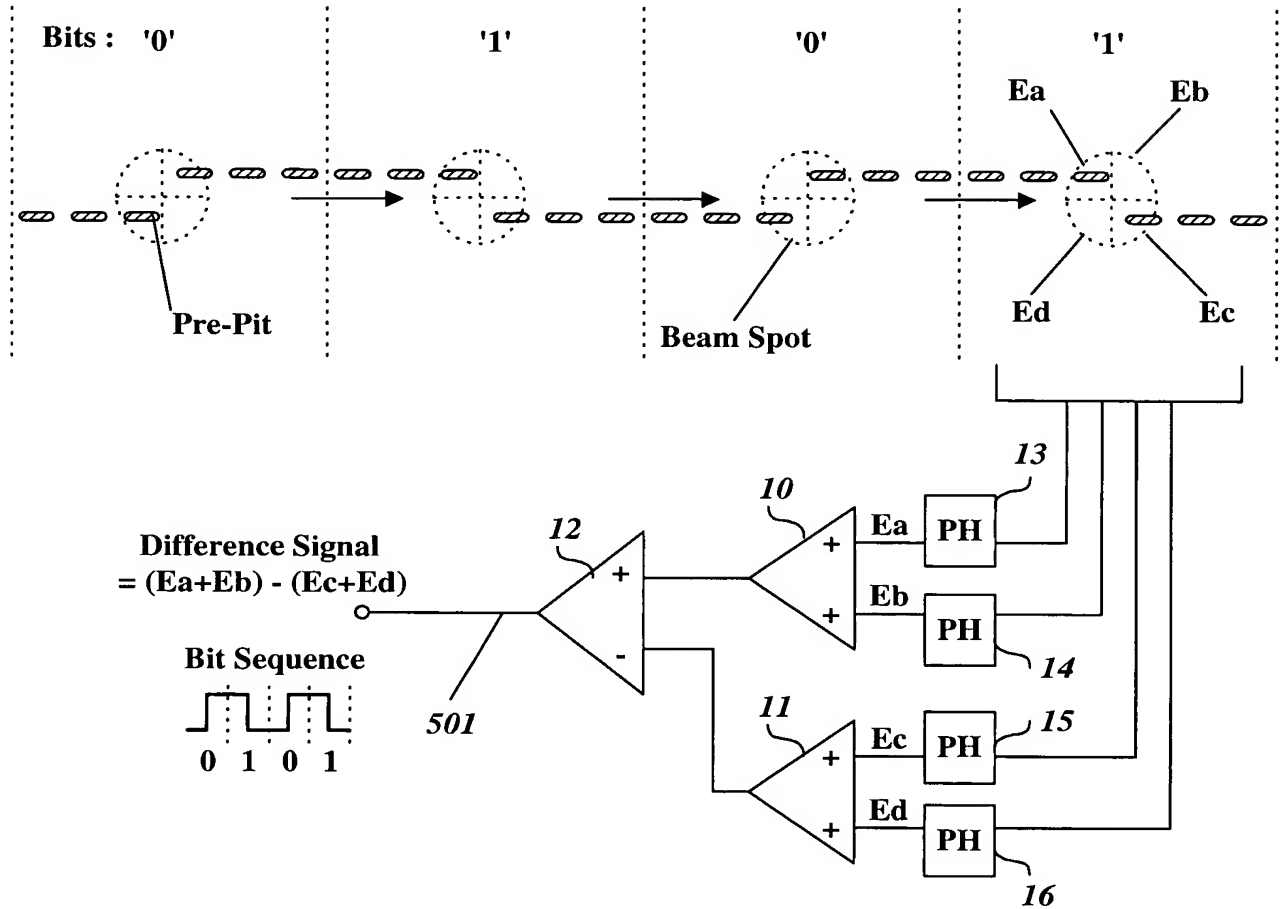 Bits : '0' '1' '0' '1'
Ea Eb
Pre-Pit
Beam Spot
Ed Ec
13
10
Ea PH
12
Difference Signal
= (Ea+Eb) - (Ec+Ed)
+ +
Eb PH
+
14
Bit Sequence
-
501
0 1 0 1
11
15
Ec PH
+
Ed PH
+
16